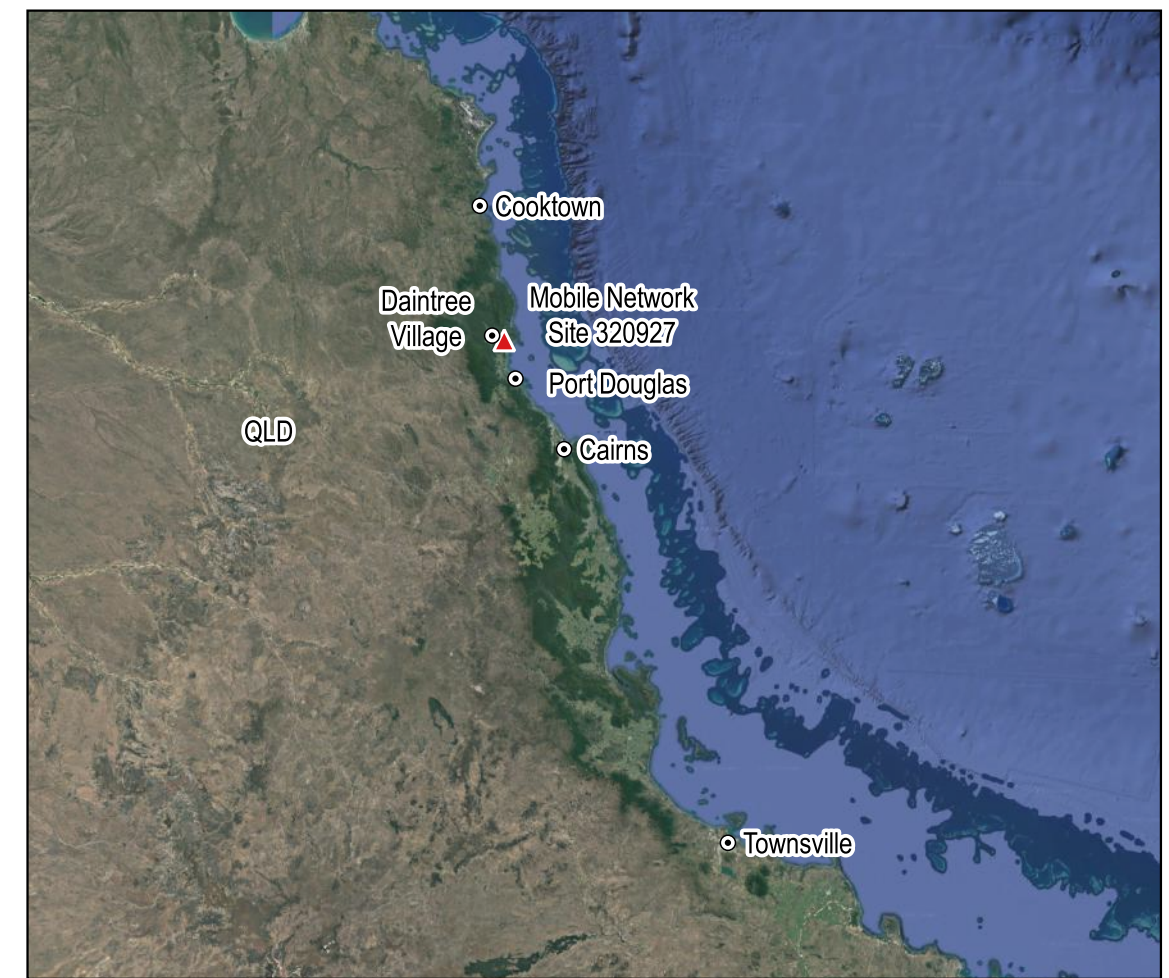 Cooktown
Daintree
Village
Mobile Network
Site 320927
Port Douglas
QLD
Cairns
Townsville